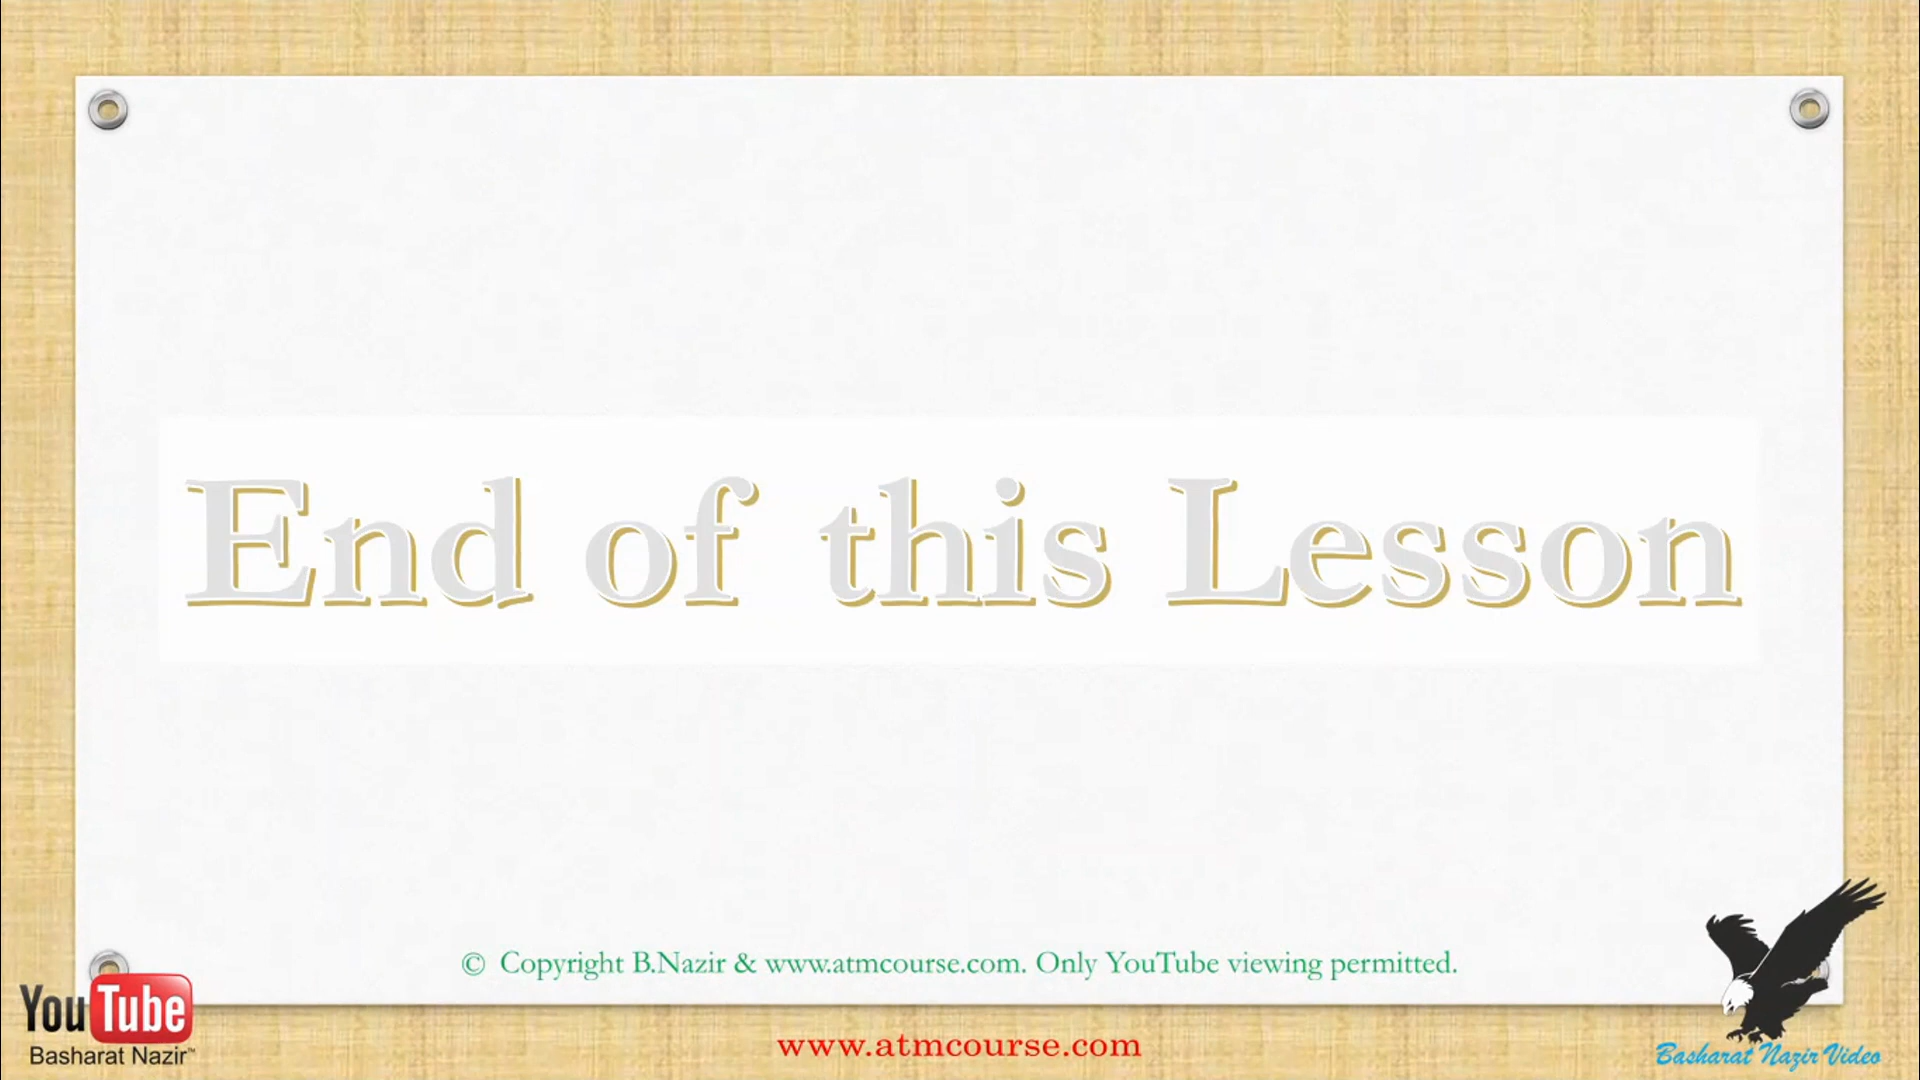 End of this Lesson
© Copyright B.Nazir & www.atmcourse.com. Only YouTube viewing permitted.
YouTube
Basharat Nazir™
www.atmcourse.com
Basharat Nazir Video